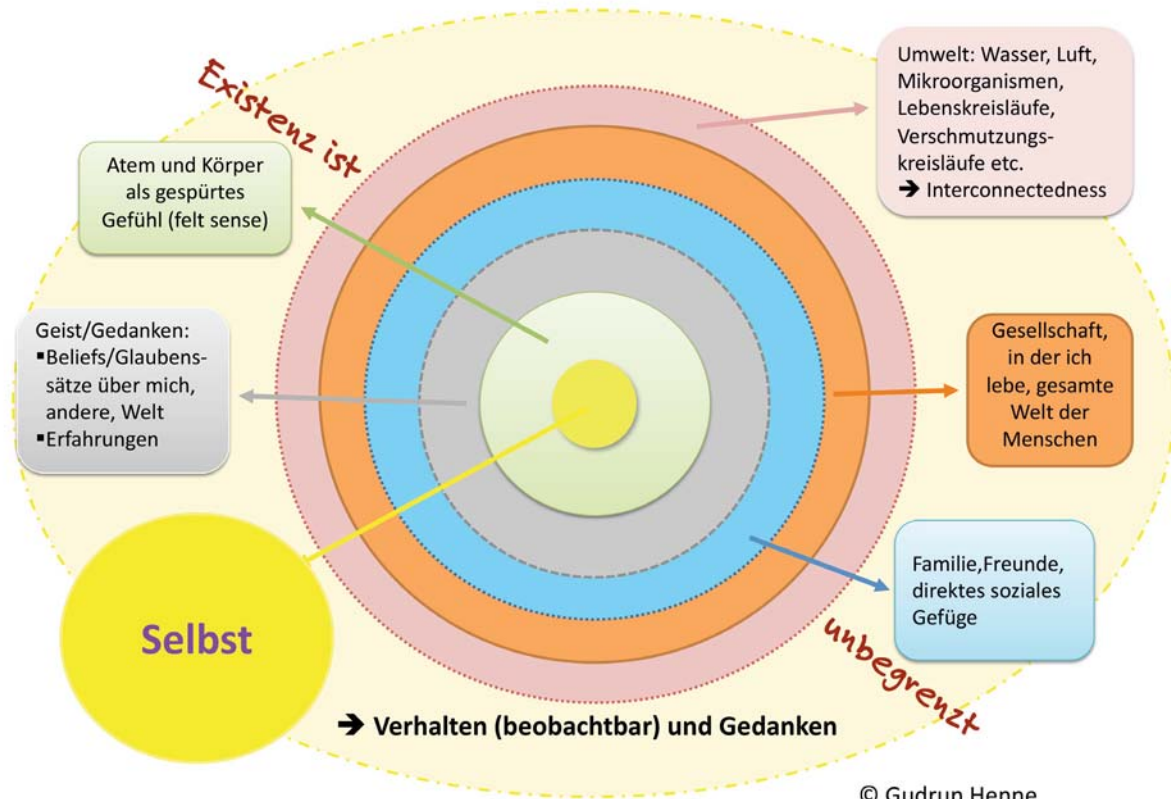 Existenz ist
Umwelt: Wasser, Luft,
Mikroorganismen,
Lebenskreisläufe,
Verschmutzungs-
kreisläufe etc.
➔ Interconnectedness
Atem und Körper
als gespürtes
Gefühl (felt sense)
Geist/Gedanken:
▪Beliefs/Glaubens-
sätze über mich,
andere, Welt
▪Erfahrungen
Gesellschaft,
in der ich
lebe, gesamte
Welt der
Menschen
Familie,Freunde,
direktes soziales
Gefüge
Selbst
unbegrenzt
➔ Verhalten (beobachtbar) und Gedanken
© Gudrun Henne